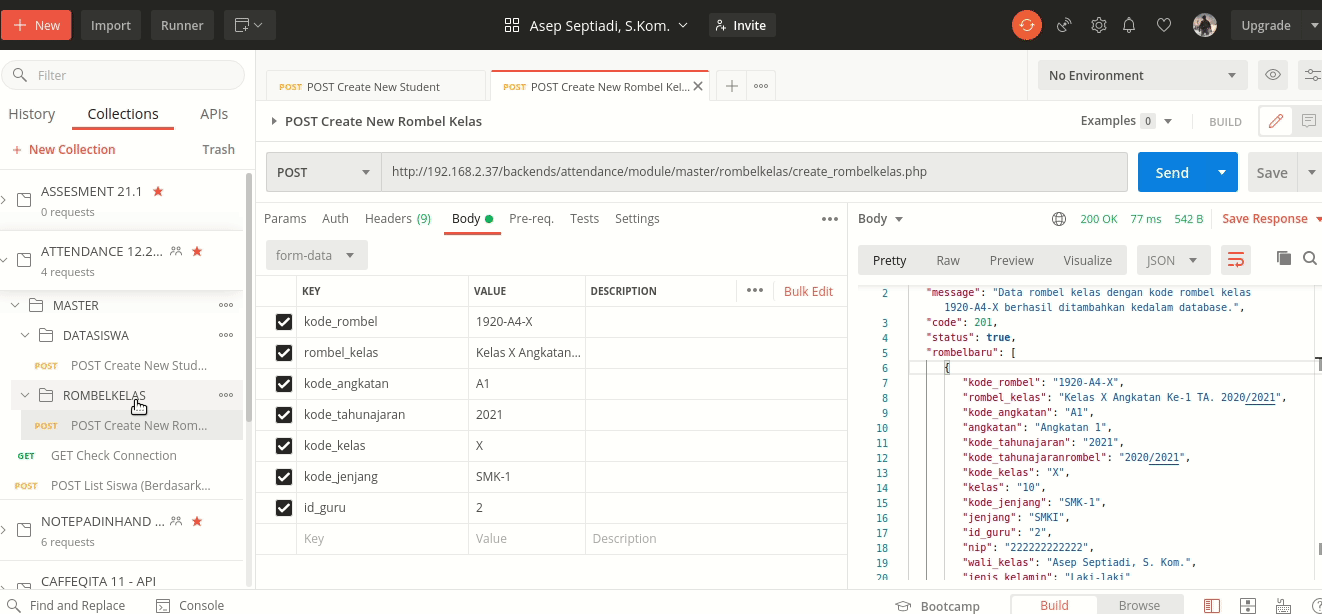 New Import Runner
Asep Septiadi, S.Kom. Invite
Upgrade
Filter
History Collections APIs
New Collection Trash
ASSESMENT 21.1
0 requests
ATTENDANCE 12.2...
4 requests
MASTER
DATASISWA
POST POST Create New Stud...
ROMBELKELAS
POST POST Create New Rom...
GET GET Check Connection
POST POST List Siswa (Berdasark...
NOTEPADINHAND ...
6 requests
CAFFEQITA 11 - API
POST POST Create New Student
POST POST Create New Rombel Kel...
No Environment
POST Create New Rombel Kelas
Examples 0 BUILD
POST http://192.168.2.37/backends/attendance/module/master/rombelkelas/create_rombelkelas.php Send Save
Params Auth Headers (9) Body Pre-req. Tests Settings
form-data
KEY VALUE DESCRIPTION Bulk Edit
kode_rombel 1920-A4-X
rombel_kelas Kelas X Angkatan...
kode_angkatan A1
kode_tahunajaran 2021
kode_kelas X
kode_jenjang SMK-1
id_guru 2
Key Value Description
Body 200 OK 77 ms 542 B Save Response
Pretty Raw Preview Visualize JSON
2 "message": "Data rombel kelas dengan kode rombel kelas
1920-A4-X berhasil ditambahkan kedalam database.",
3 "code": 201,
4 "status": true,
5 "rombelbaru": [
6 {
7 "kode_rombel": "1920-A4-X",
8 "rombel_kelas": "Kelas X Angkatan Ke-1 TA. 2020/2021",
9 "kode_angkatan": "A1",
10 "angkatan": "Angkatan 1",
11 "kode_tahunajaran": "2021",
12 "kode_tahunajaranrombel": "2020/2021",
13 "kode_kelas": "X",
14 "kelas": "10",
15 "kode_jenjang": "SMK-1",
16 "jenjang": "SMKI",
17 "id_guru": "2",
18 "nip": "222222222222",
19 "wali_kelas": "Asep Septiadi, S. Kom.",
20 "jenis_kelamin": "Laki-laki"
Find and Replace Console
Bootcamp Build Browse